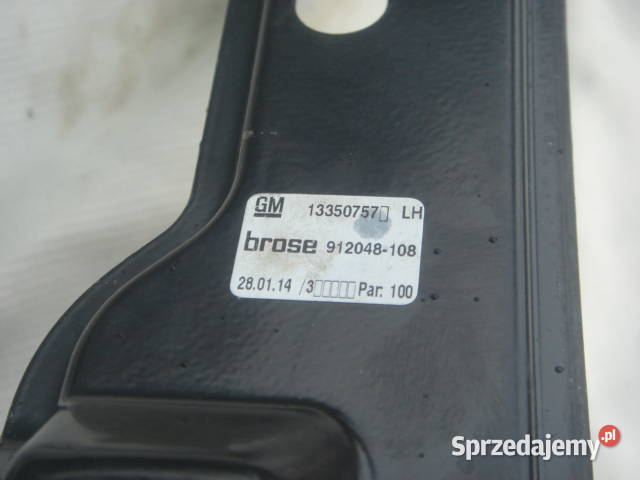 GM 13350757▯ LH
brose 912048-108
28.01.14 /3▯▯▯▯▯ Par. 100
Sprzedajemy.pl